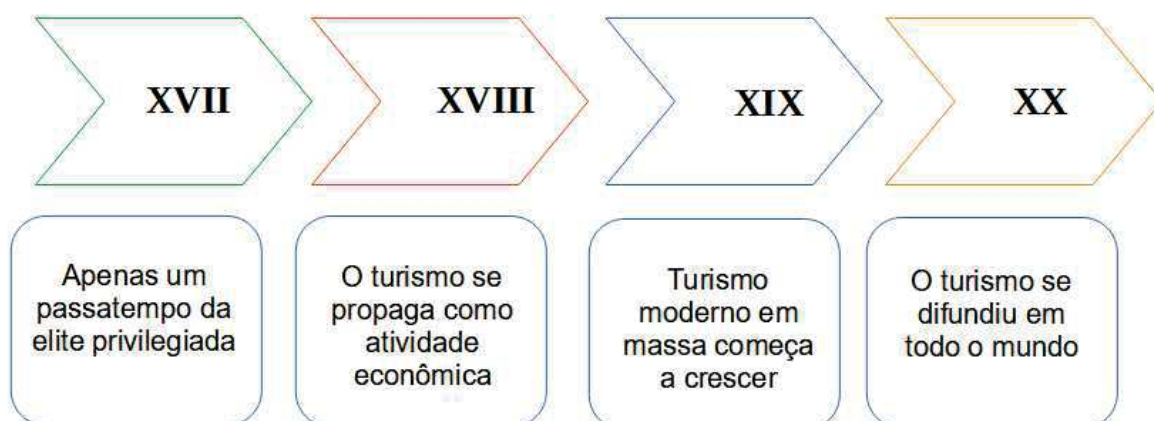 XVII
XVIII
XIX
XX
Apenas um
passatempo da
elite privilegiada
O turismo se
propaga como
atividade
econômica
Turismo
moderno em
massa começa
a crescer
O turismo se
difundiu em
todo o mundo